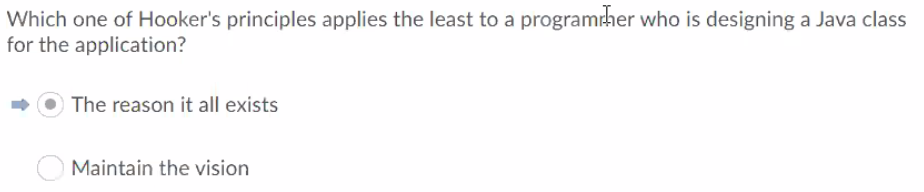 Which one of Hooker's principles applies the least to a programmer who is designing a Java class
for the application?
The reason it all exists
Maintain the vision